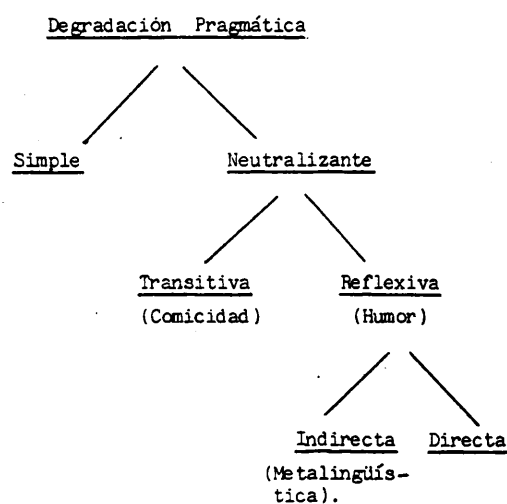 Degradación Pragmática
Simple Neutralizante
Transitiva Reflexiva
(Comicidad) (Humor)
Indirecta Directa
(Metalingüís-
tica).